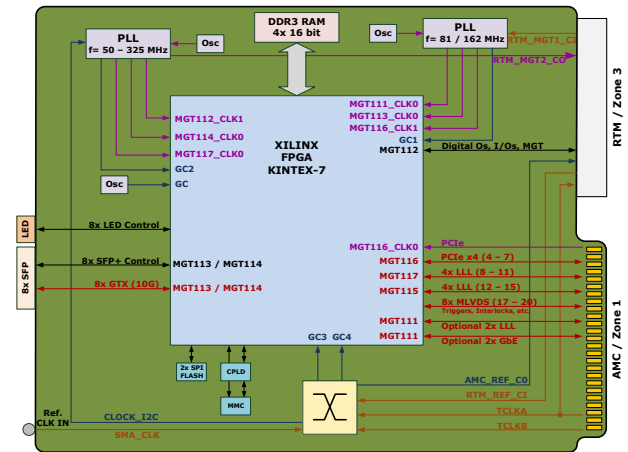 DDR3 RAM
4x 16 bit
PLL
f= 50 – 325 MHz
Osc
Osc
PLL
f= 81 / 162 MHz
RTM_MGT1_CI
RTM_MGT2_CO
RTM / Zone 3
MGT112_CLK1
MGT114_CLK0
MGT117_CLK0
GC2
GC
Osc
XILINX
FPGA
KINTEX-7
MGT111_CLK0
MGT113_CLK0
MGT116_CLK1
GC1
MGT112
Digital Os, I/Os, MGT
LED
8x LED Control
8x SFP
8x SFP+ Control
MGT113 / MGT114
8x GTX (10G)
MGT113 / MGT114
MGT116_CLK0
PCIe
MGT116
PCIe x4 (4 – 7)
MGT117
4x LLL (8 – 11)
MGT115
4x LLL (12 – 15)
8x MLVDS (17 – 20)
Triggers, Interlocks, etc.
MGT111
Optional 2x LLL
MGT111
Optional 2x GbE
AMC / Zone 1
GC3
GC4
2x SPI
FLASH
CPLD
MMC
AMC_REF_C0
RTM_REF_CI
TCLKA
TCLKB
Ref.
CLK IN
CLOCK_I2C
SMA_CLK